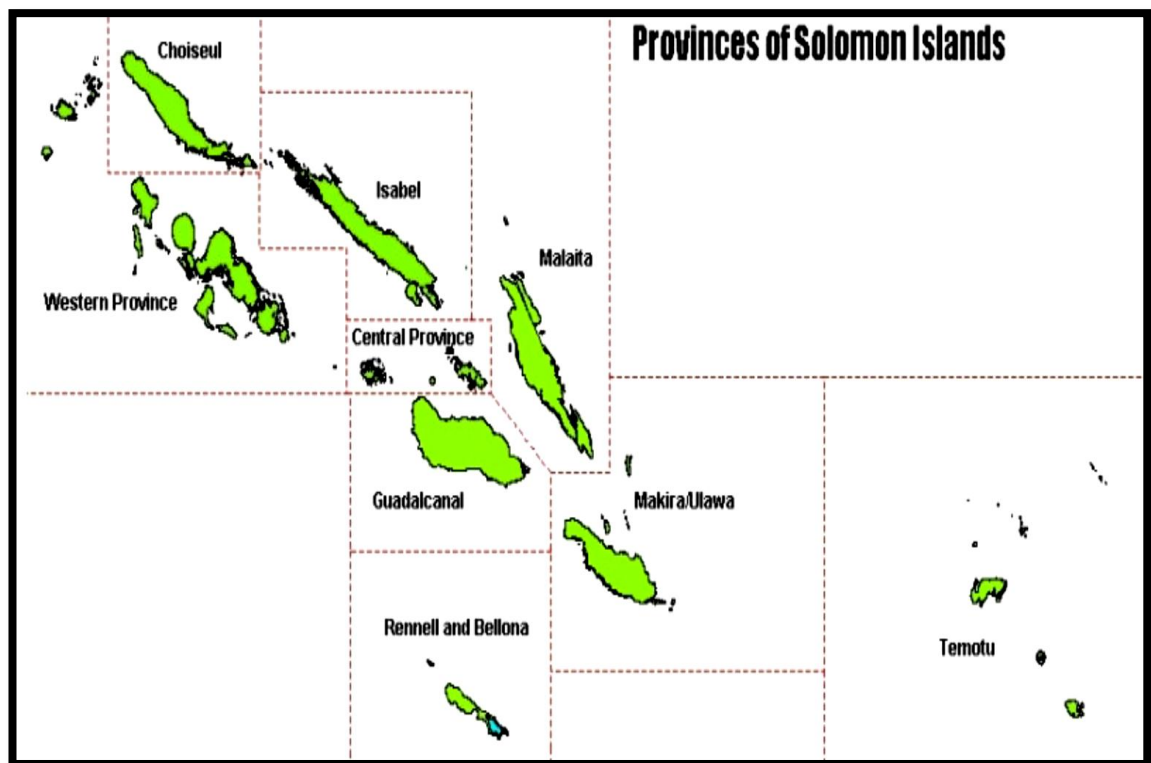 Provinces of Solomon Islands
Choiseul
Isabel
Malaita
Western Province
Central Province
Guadalcanal
Makira/Ulawa
Rennell and Bellona
Temotu